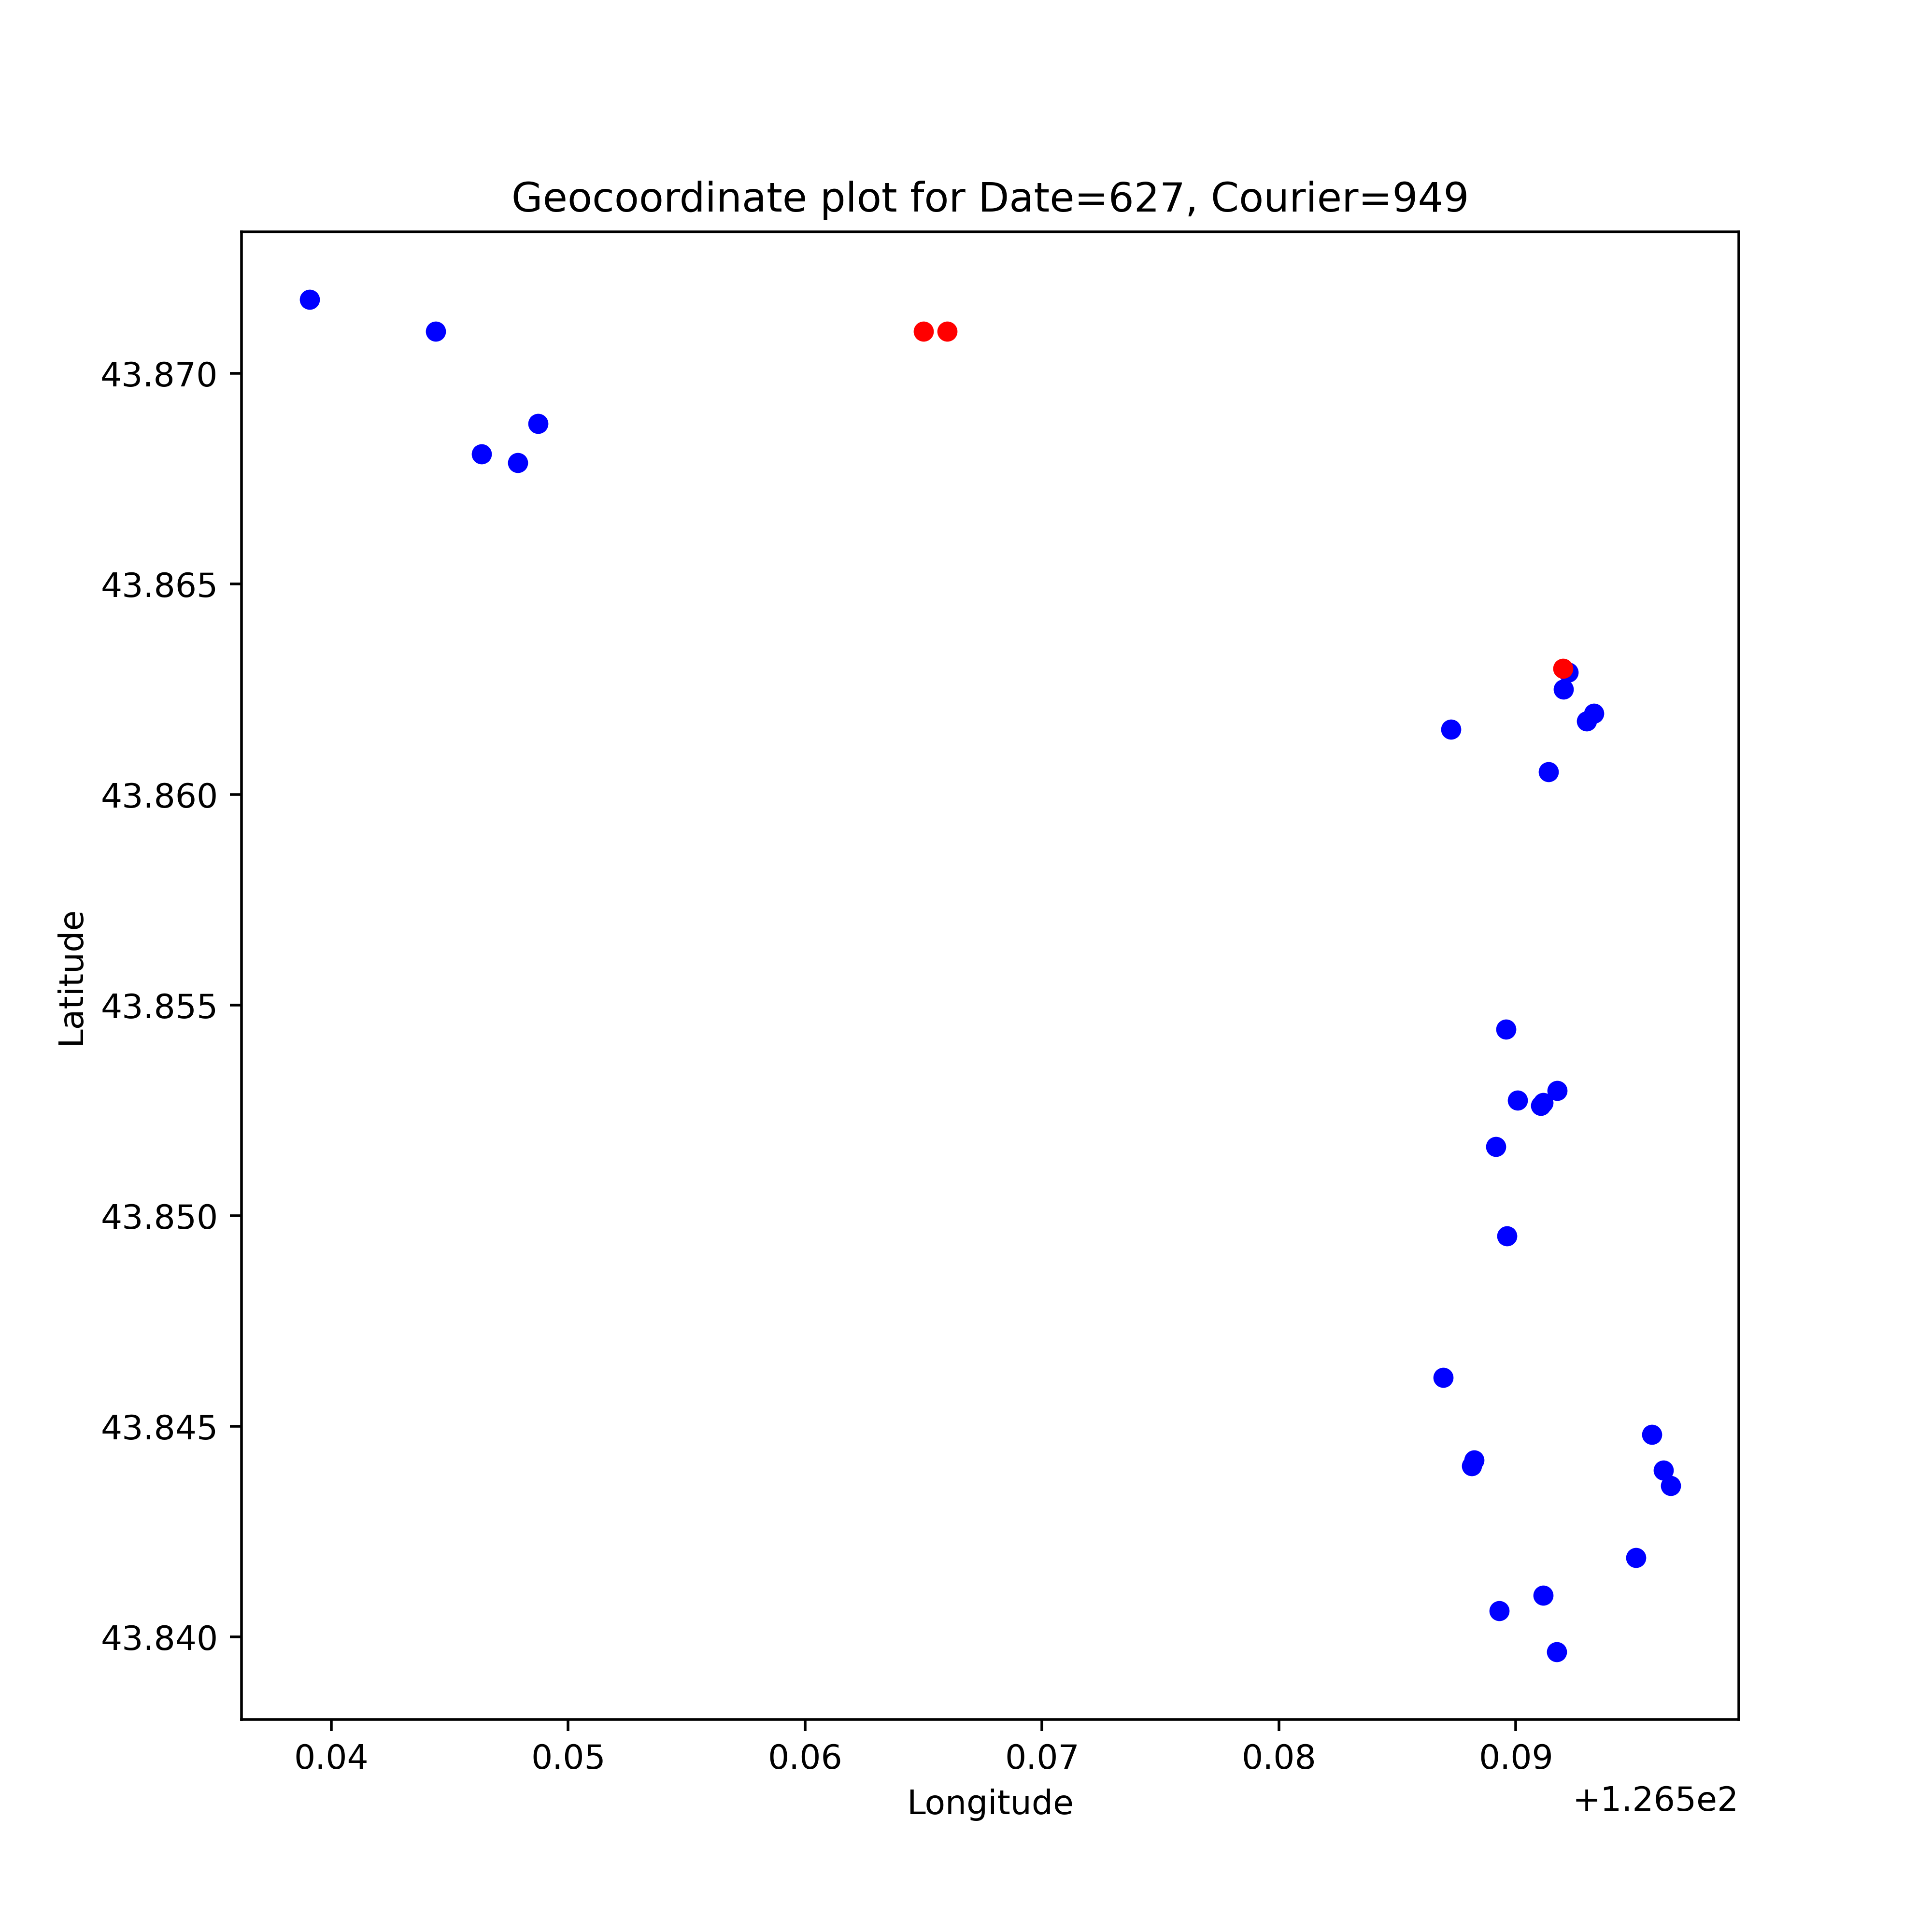 Geocoordinate plot for Date=627, Courier=949
43.870
43.865
43.860
43.855
43.850
43.845
43.840
Latitude
0.04 0.05 0.06 0.07 0.08 0.09
Longitude
+1.265e2